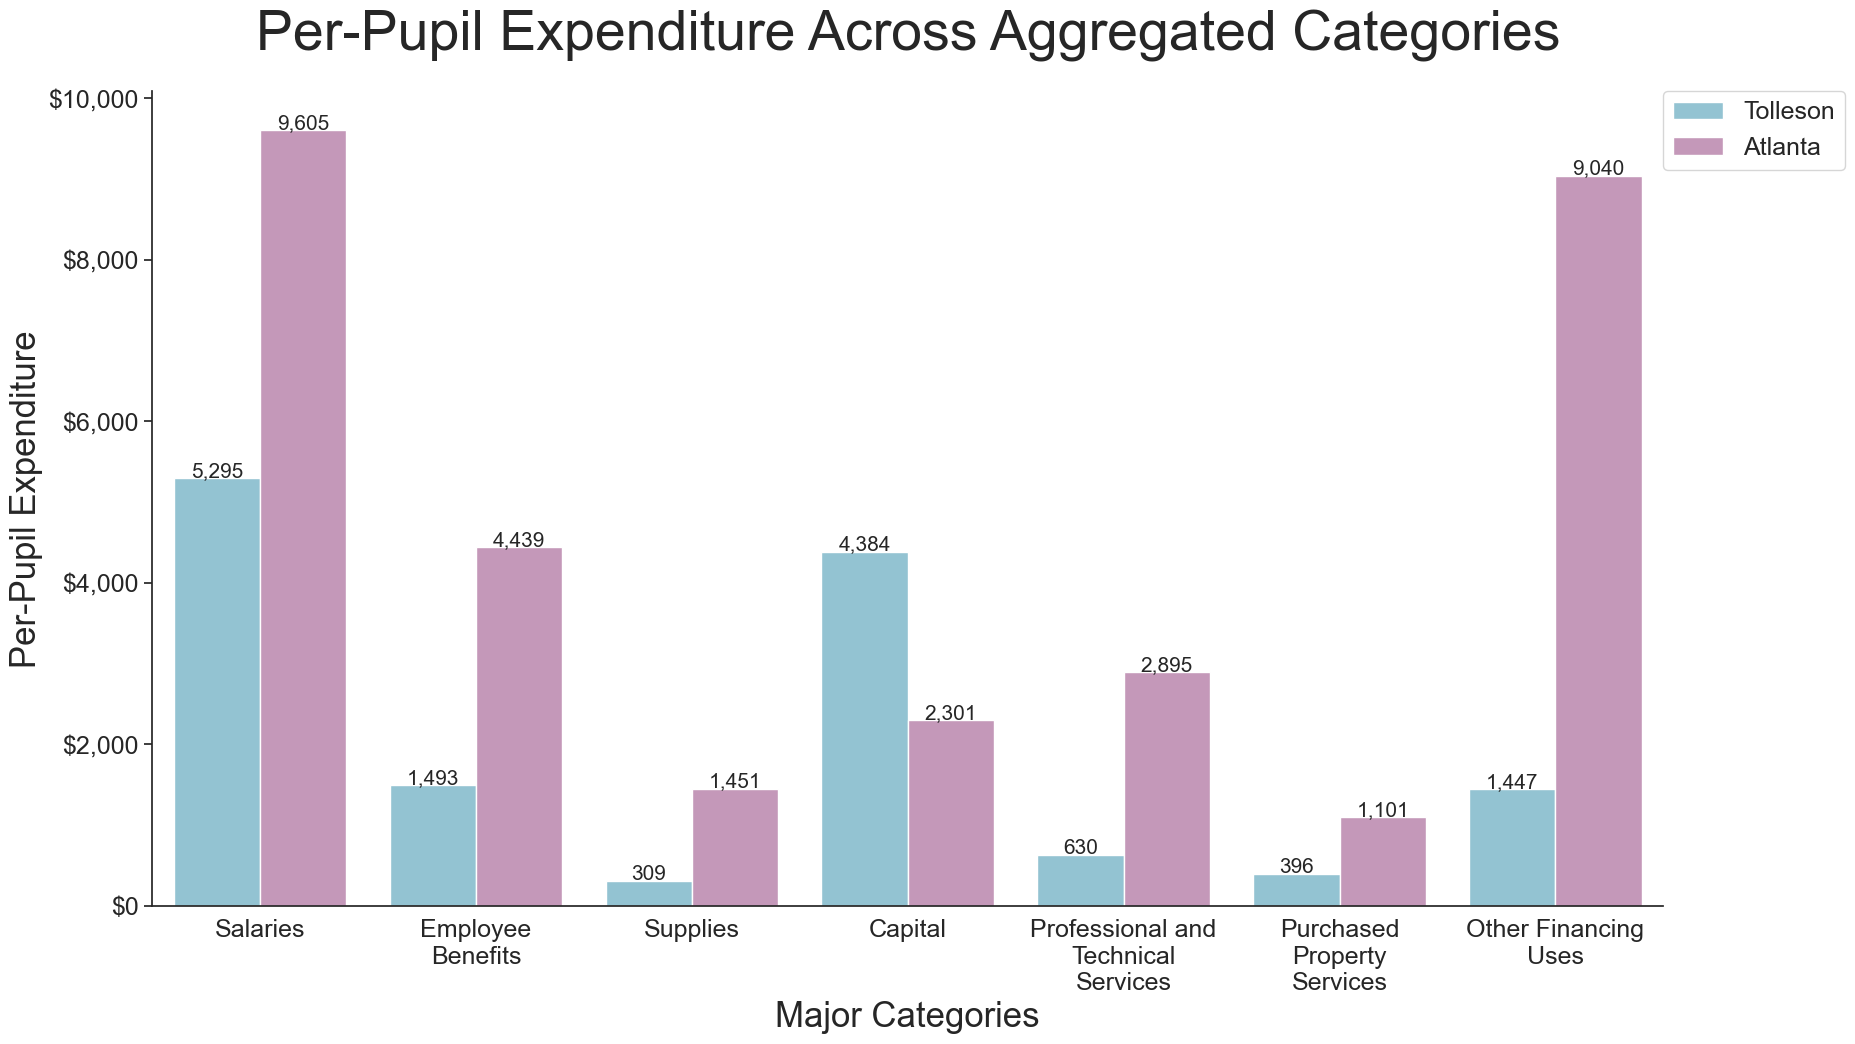 Per-Pupil Expenditure Across Aggregated Categories
Tolleson
Atlanta
Per-Pupil Expenditure
$10,000
$8,000
$6,000
$4,000
$2,000
$0
5,295
9,605
1,493
4,439
309
1,451
4,384
2,301
630
2,895
396
1,101
1,447
9,040
Salaries
Employee
Benefits
Supplies
Capital
Professional and
Technical
Services
Purchased
Property
Services
Other Financing
Uses
Major Categories